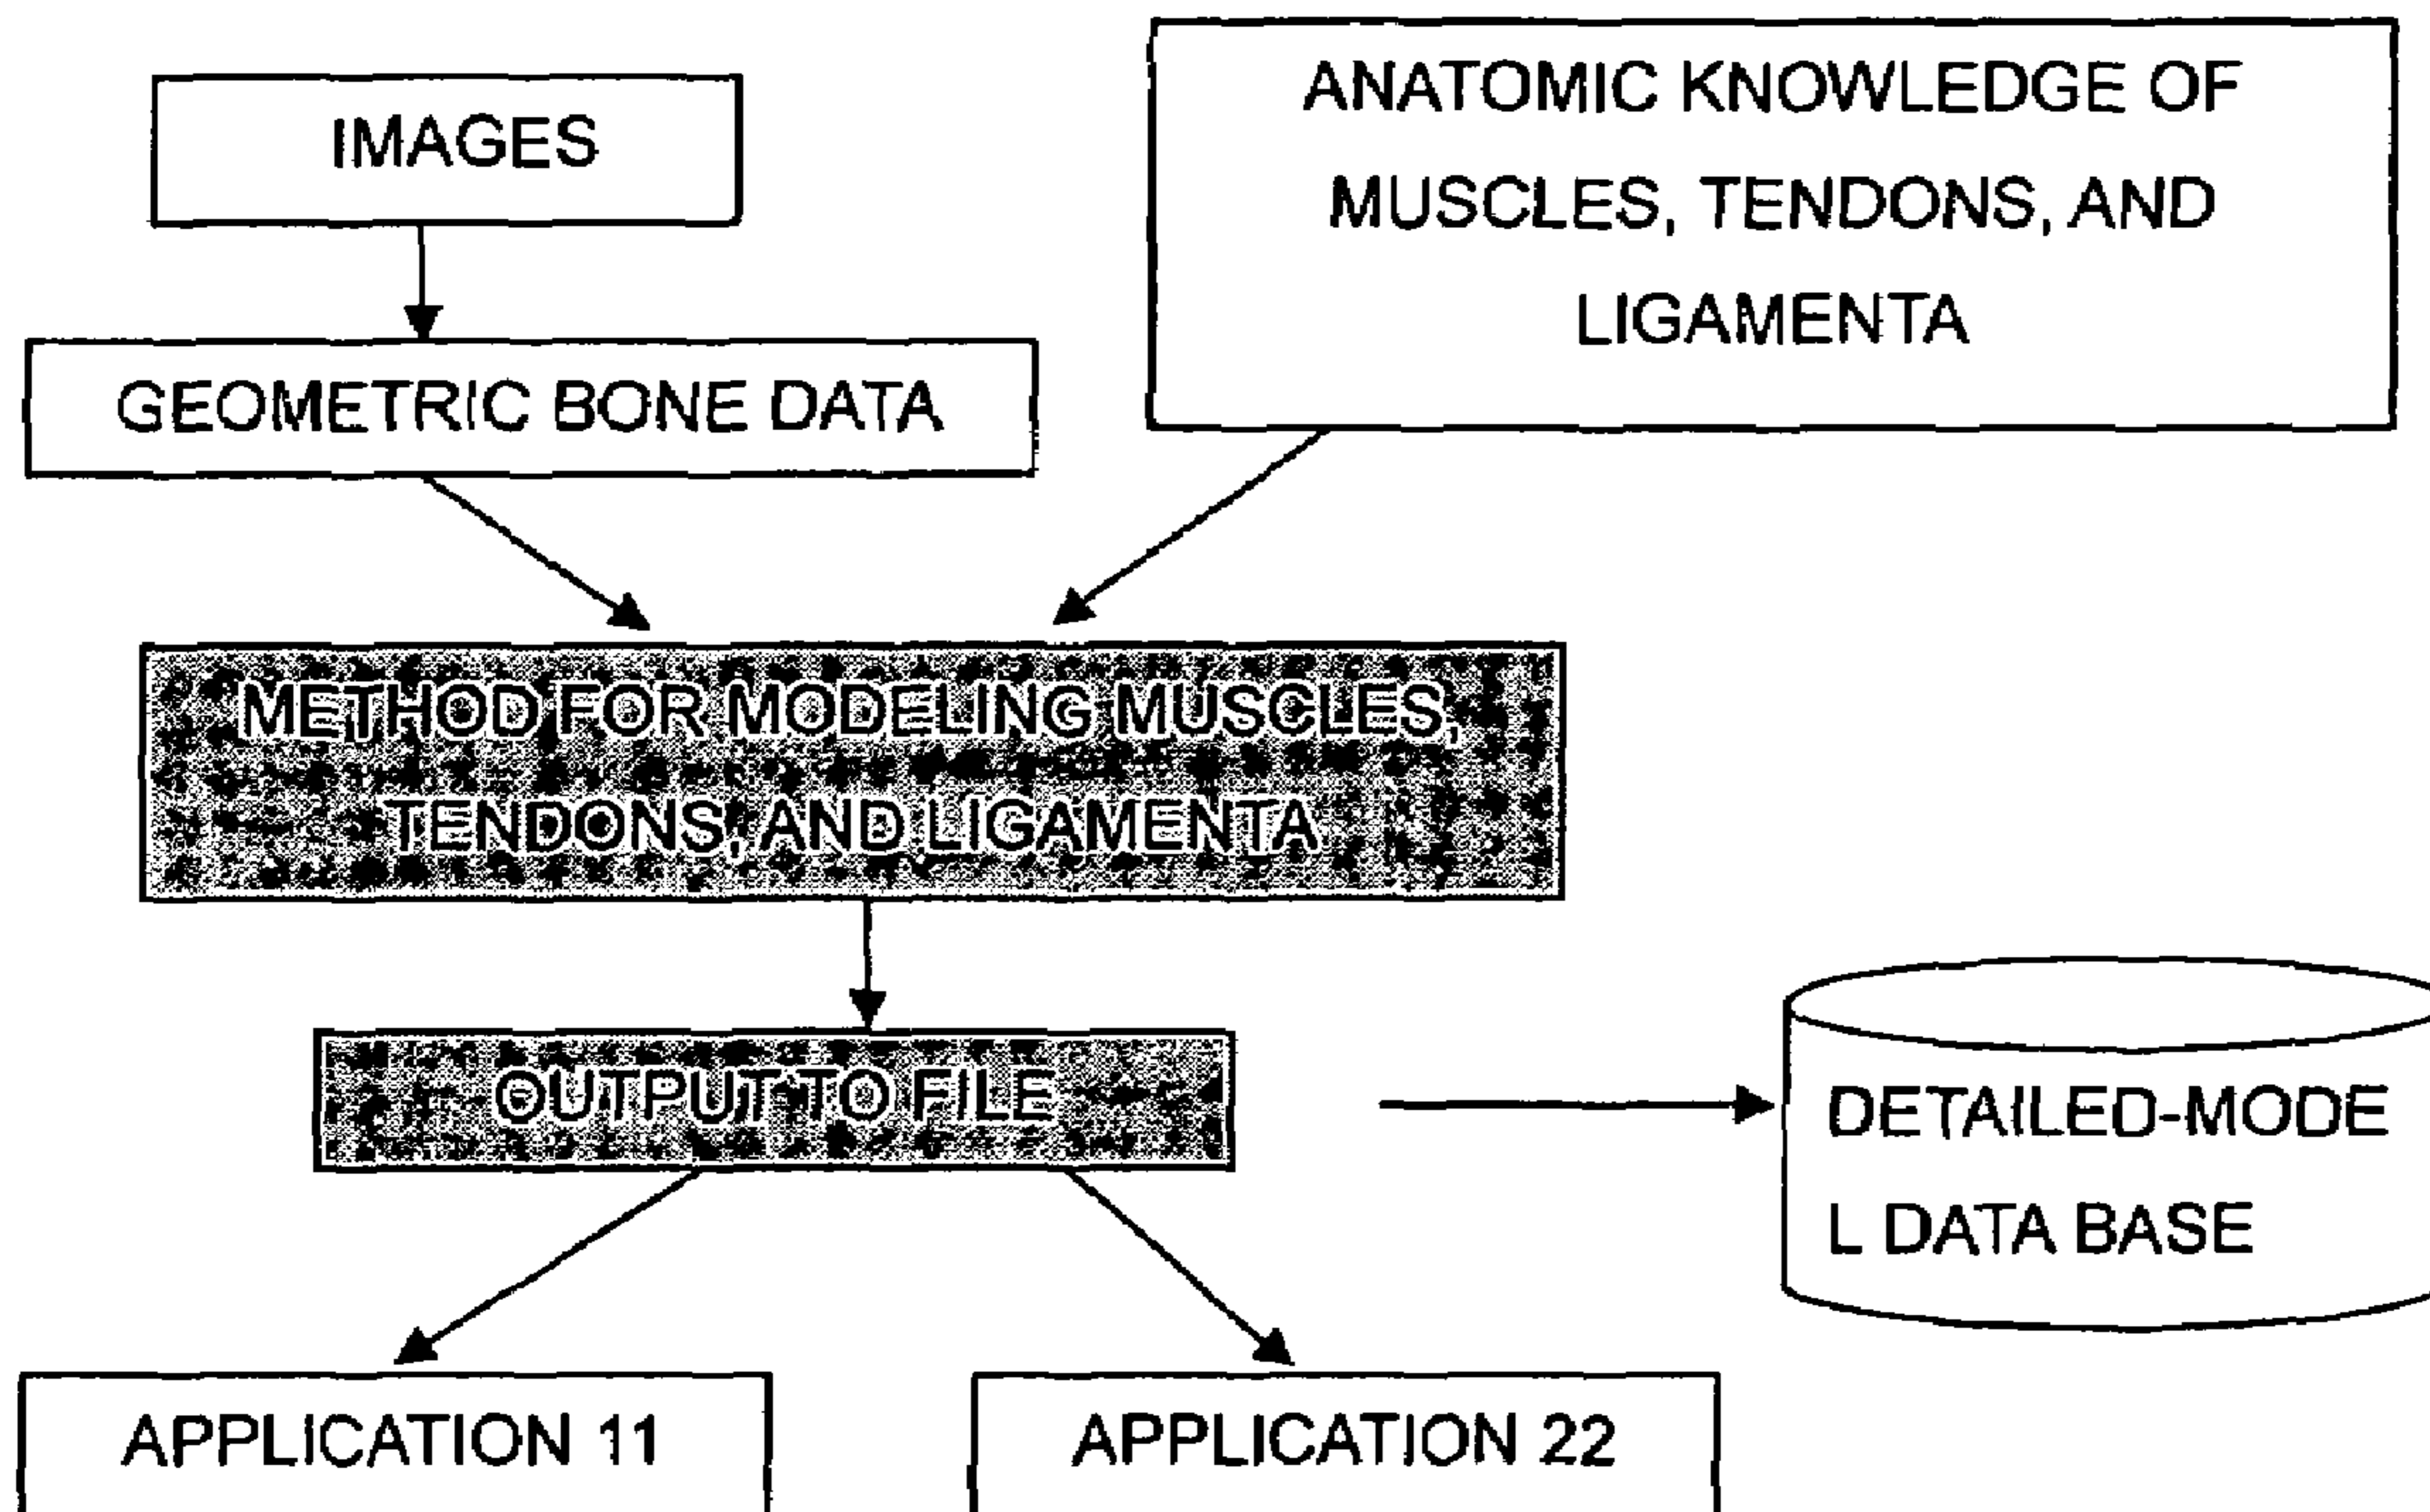 IMAGES
ANATOMIC KNOWLEDGE OF
MUSCLES, TENDONS, AND
LIGAMENTA
GEOMETRIC BONE DATA
METHOD FOR MODELING MUSCLES,
TENDONS, AND LIGAMENTA
OUTPUT TO FILE
DETAILED-MODE
L DATA BASE
APPLICATION 11
APPLICATION 22